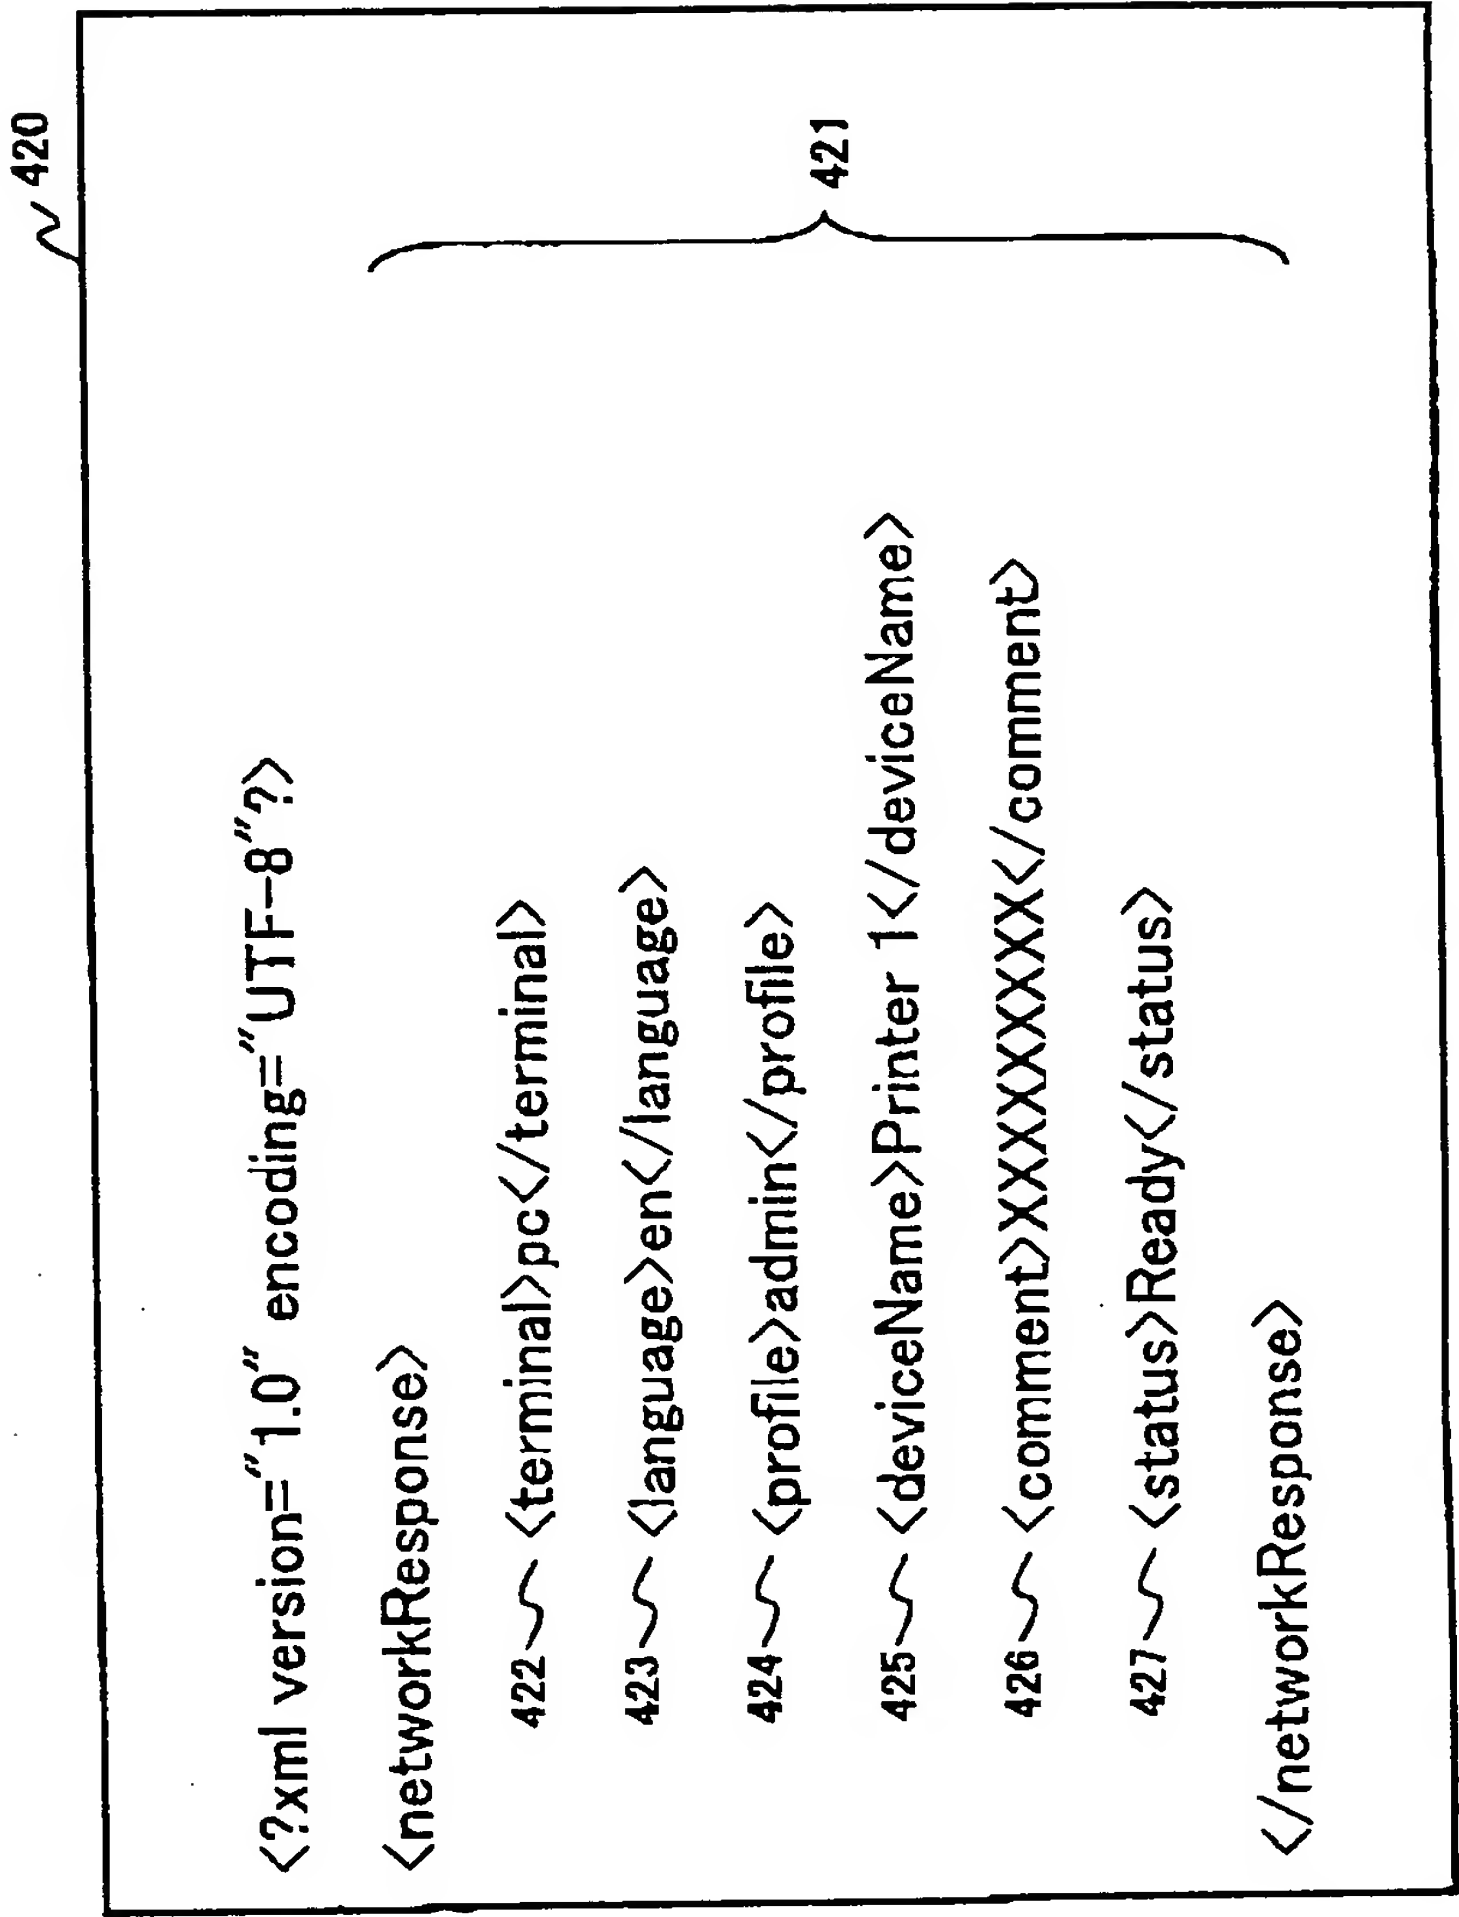 420
<?xml version="1.0" encoding="UTF-8"?>
<networkResponse>
422 <terminal>pc</terminal>
423 <language>en</language>
424 <profile>admin</profile>
421
425 <deviceName>Printer 1</deviceName>
426 <comment>XXXXXXXXX</comment>
427 <status>Ready</status>
</networkResponse>